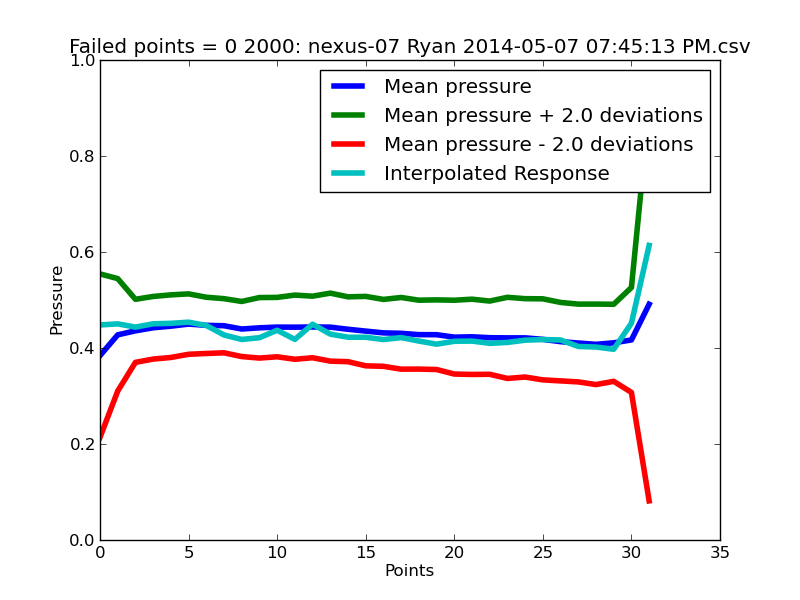 Failed points = 0 2000: nexus-07 Ryan 2014-05-07 07:45:13 PM.csv
Mean pressure
Mean pressure + 2.0 deviations
Mean pressure - 2.0 deviations
Interpolated Response
1.0
0.8
0.6
0.4
0.2
0.0
Pressure
0 5 10 15 20 25 30 35
Points